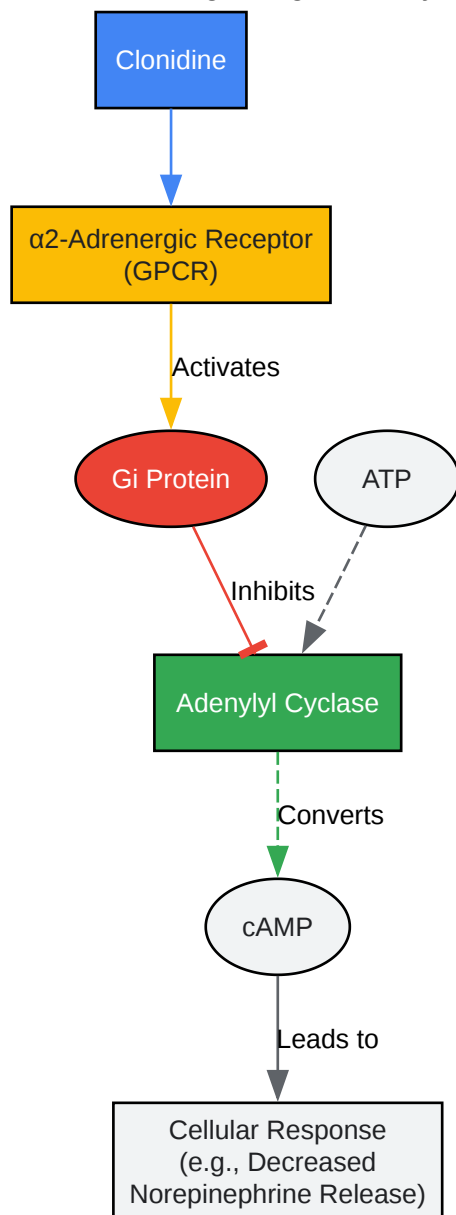 Clonidine
α2-Adrenergic Receptor
(GPCR)
Activates
Gi Protein
ATP
Inhibits
Adenylyl Cyclase
Converts
cAMP
Leads to
Cellular Response
(e.g., Decreased
Norepinephrine Release)